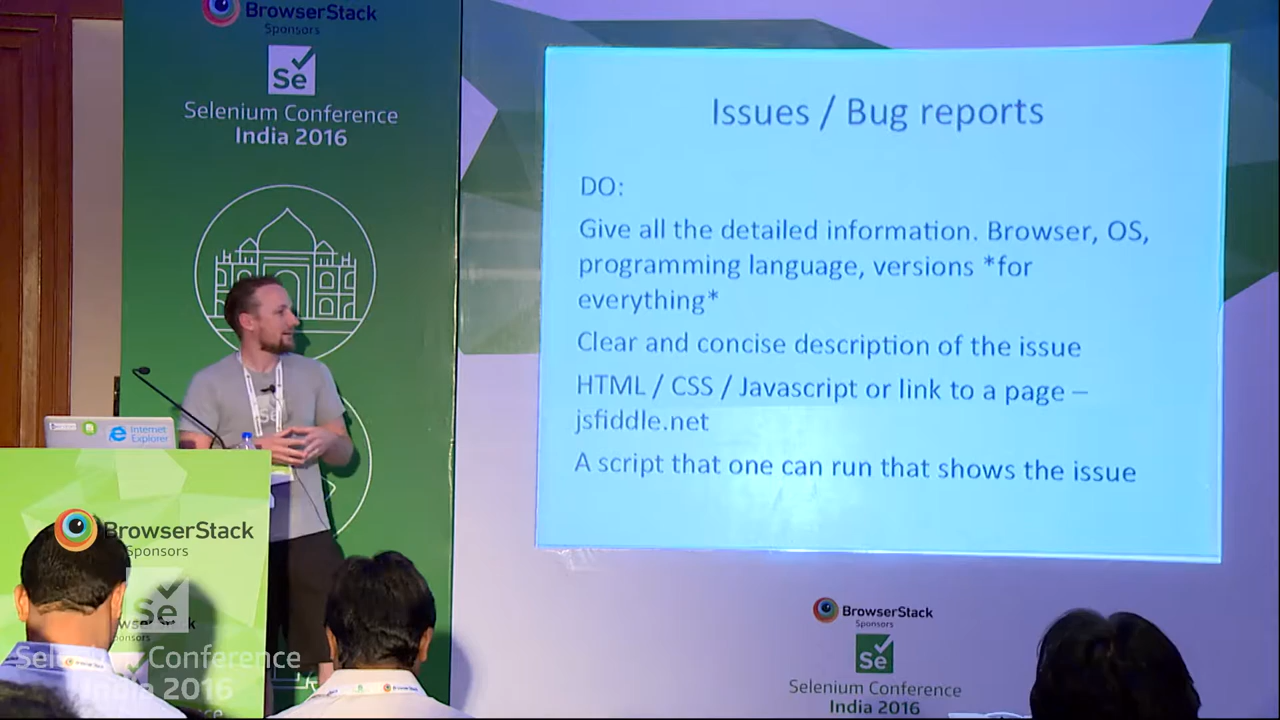 BrowserStack
Sponsors
Se
Selenium Conference
India 2016
Issues / Bug reports
DO:
Give all the detailed information. Browser, OS,
programming language, versions *for
everything*
Clear and concise description of the issue
HTML / CSS / Javascript or link to a page –
jsfiddle.net
A script that one can run that shows the issue
Internet
Explorer
Se
BrowserStack
Sponsors
Se
Selenium Conference
India 2016
BrowserStack
Sponsors
Se
Selenium Conference
India 2016